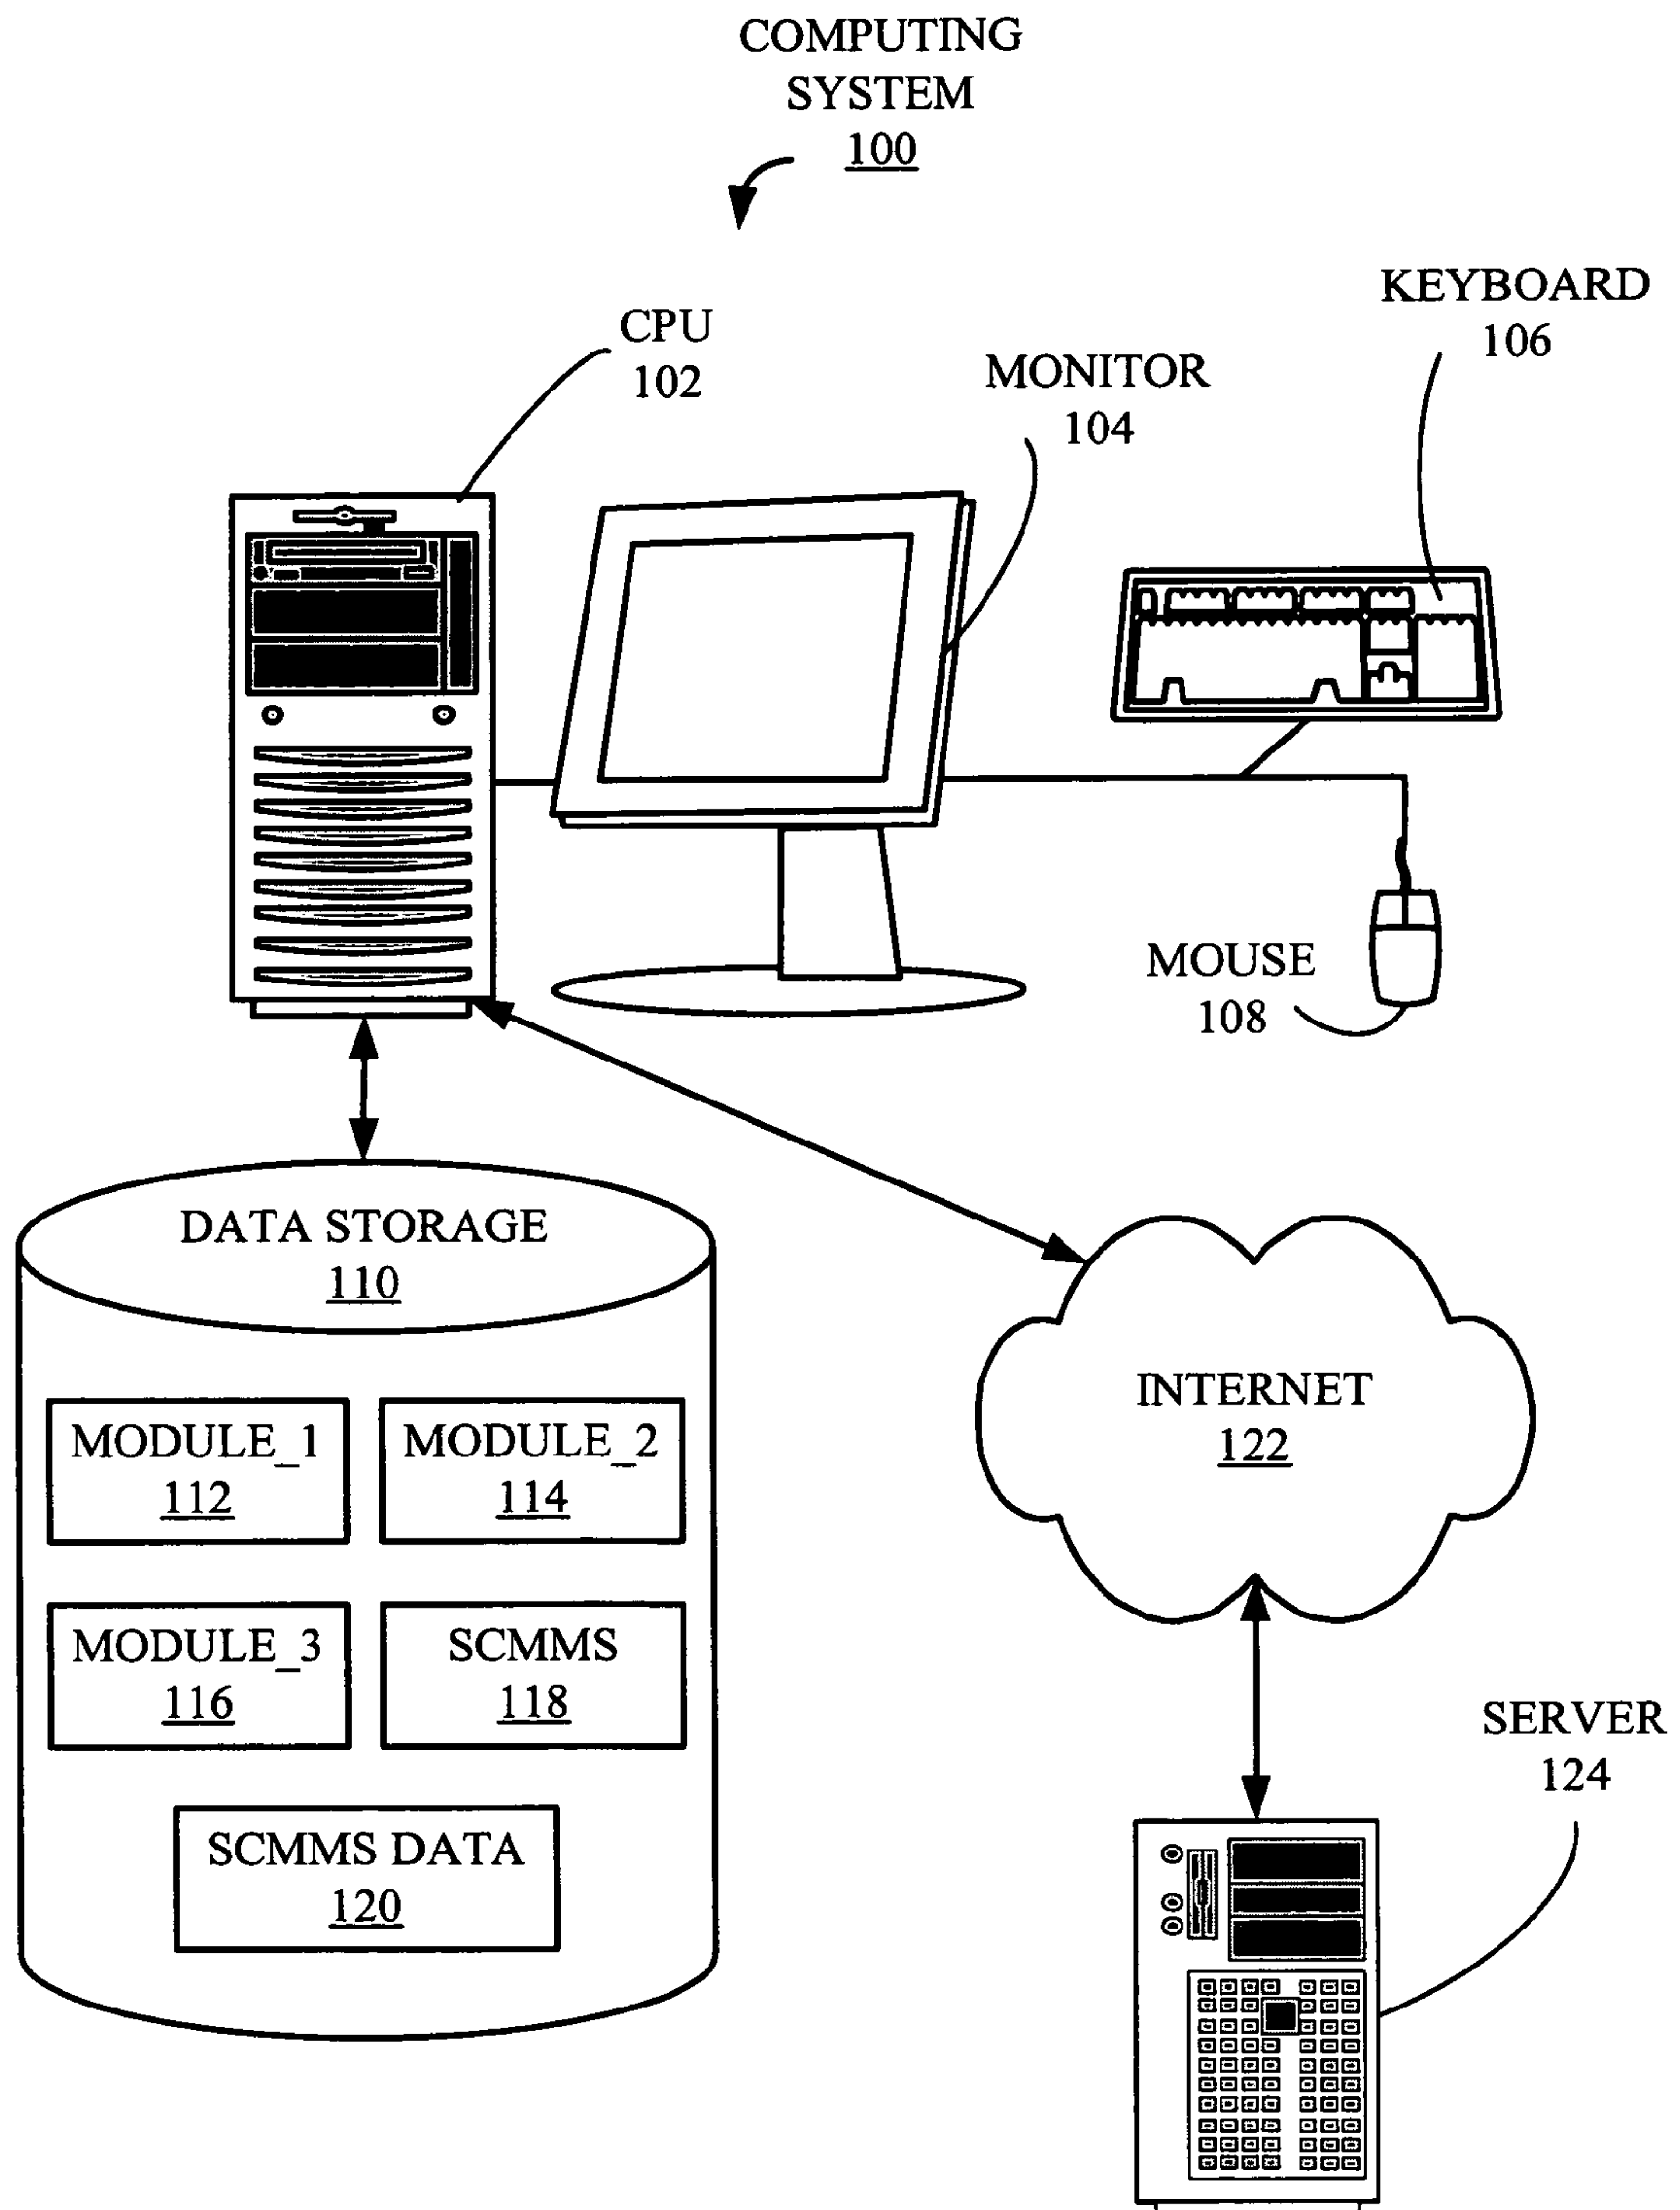 COMPUTING
SYSTEM
100
KEYBOARD
106
CPU
102
MONITOR
104
MOUSE
108
DATA STORAGE
110
INTERNET
122
MODULE_1
112
MODULE_2
114
MODULE_3
116
SCMMS
118
SERVER
124
SCMMS DATA
120